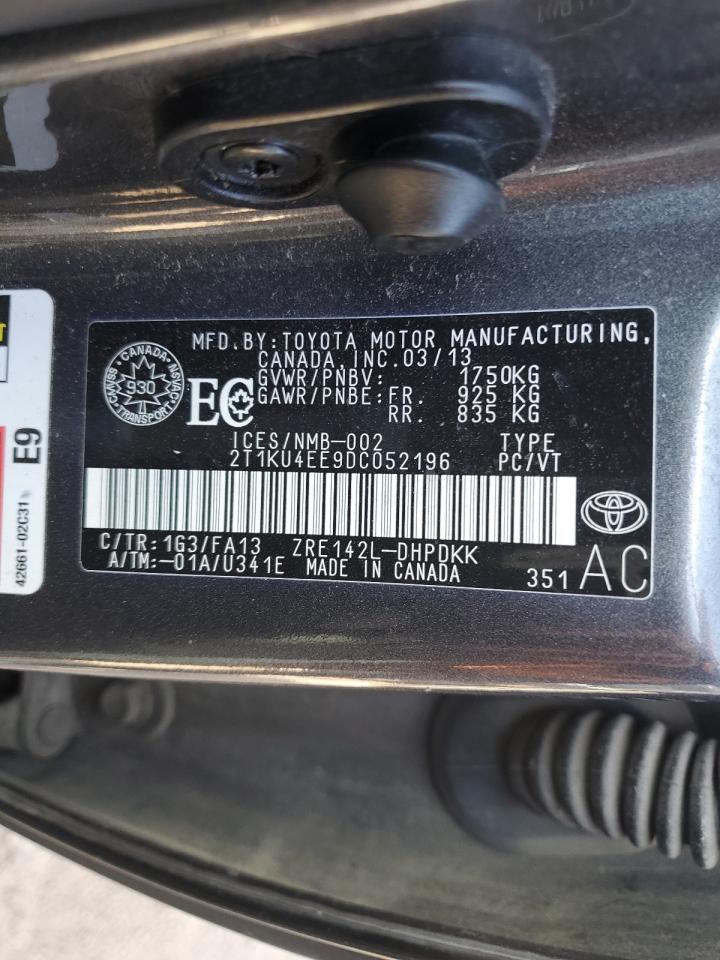 MFD.BY:TOYOTA MOTOR MANUFACTURING,
CANADA,INC.03/13
GVWR/PNBV: 1750KG
GAWR/PNBE:FR. 925 KG
RR. 835 KG
CANADA
930
TRANSPORT
NSVAC
CMVSS
EC
ICES/NMB-002 TYPE
2T1KU4EE9DC052196 PC/VT
C/TR:1G3/FA13 ZRE142L-DHPDKK
A/TM:-01A/U341E MADE IN CANADA
351 AC
E9
42661-02C31